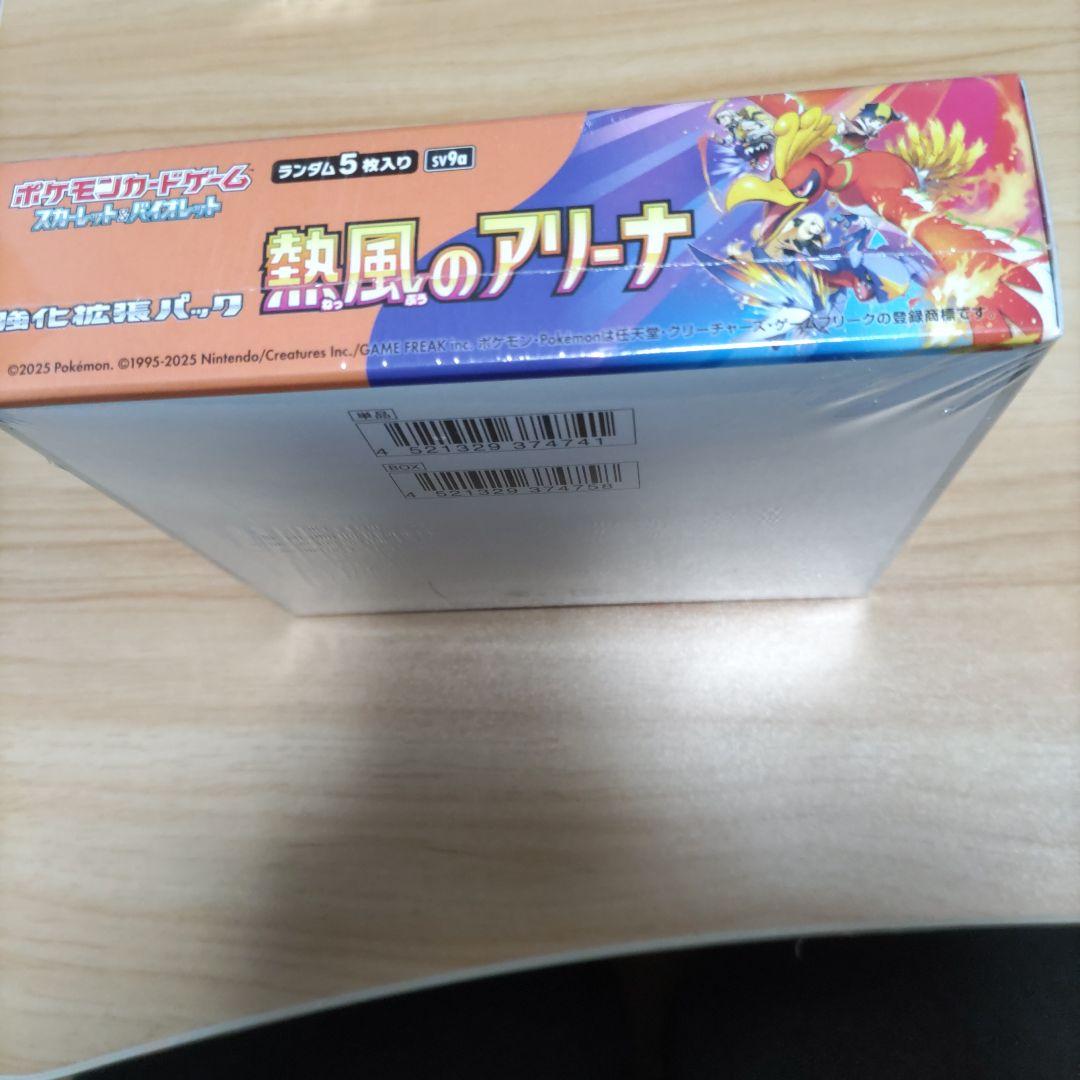 ポケモンカードゲーム
スカーレット&バイオレット
ランダム5枚入り
SV9a
強化拡張パック
熱風のアリーナ
ねっ ぷう
©2025 Pokémon. ©1995-2025 Nintendo/Creatures Inc./GAME FREAK inc. ポケモン・Pokémonは任天堂・クリーチャーズ・ゲームフリークの登録商標です。
単品
4 521329 374741
BOX
4 521329 374758